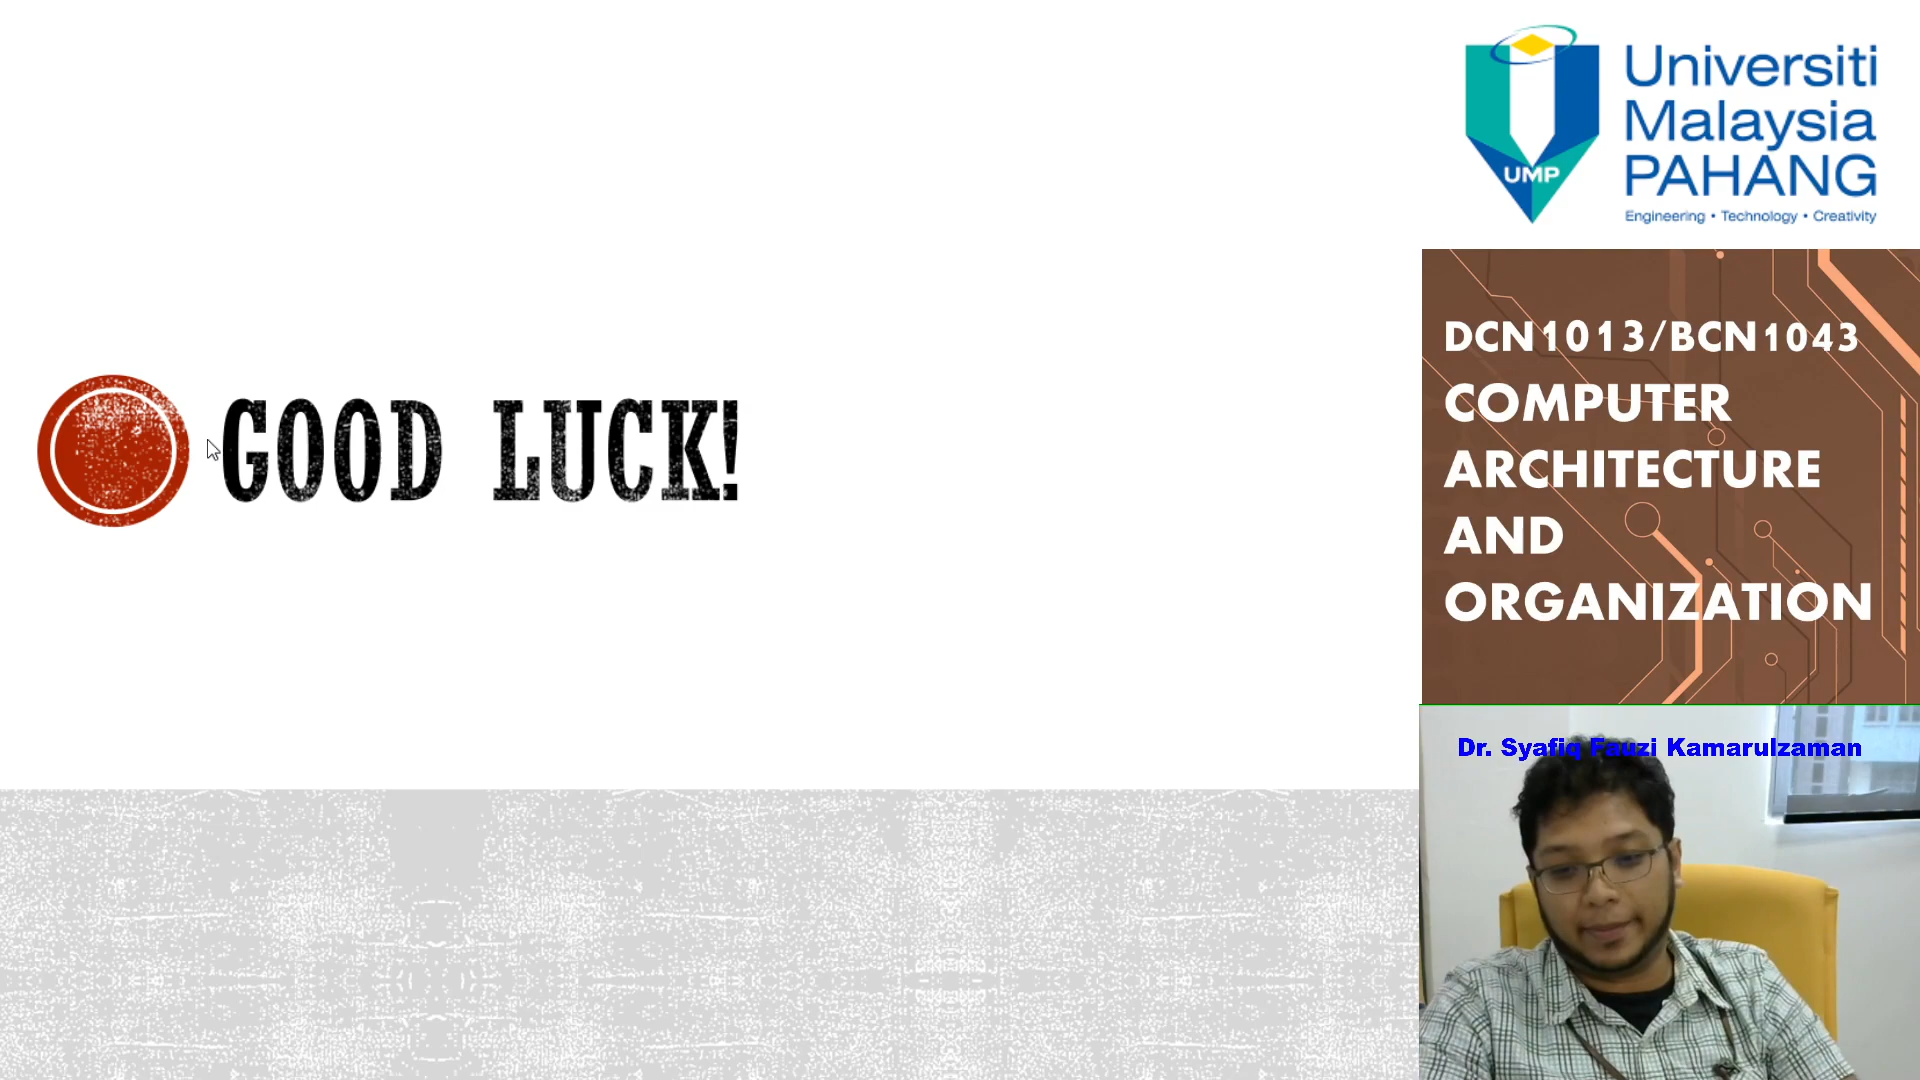 GOOD LUCK!
UMP
Universiti
Malaysia
PAHANG
Engineering • Technology • Creativity
DCN1013/BCN1043
COMPUTER
ARCHITECTURE
AND
ORGANIZATION
Dr. Syafiq Fauzi Kamarulzaman